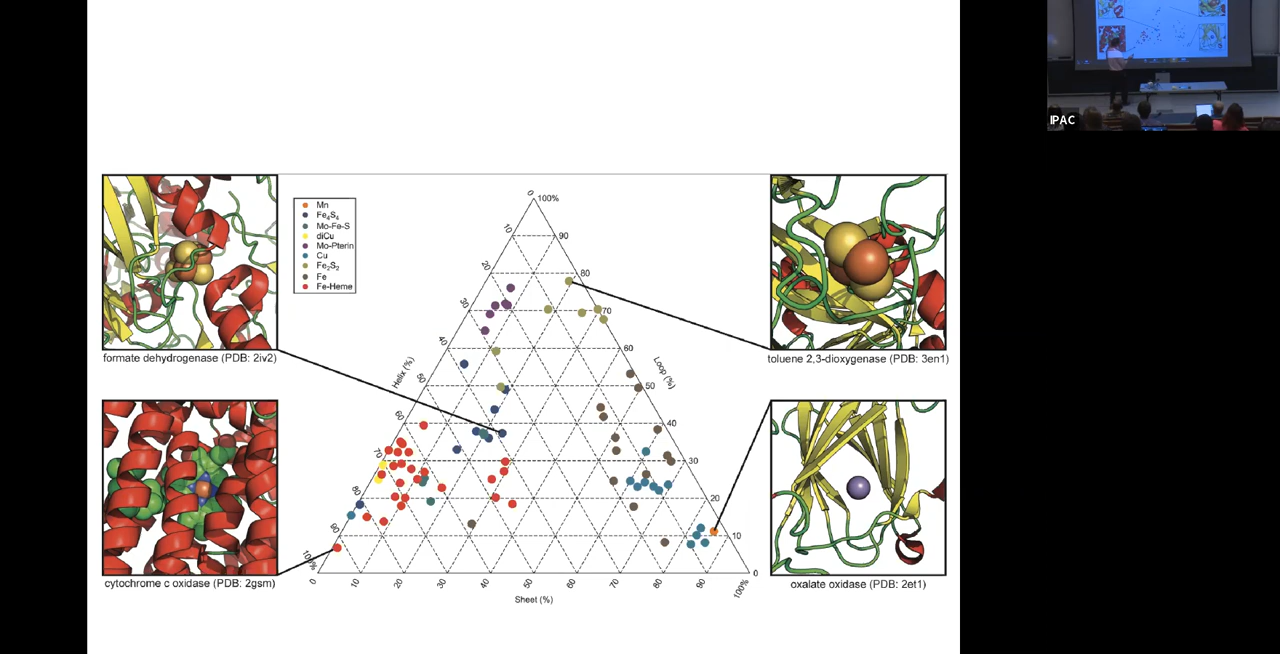 IPAC
Mn
Fe₄S₄
Mo-Fe-S
diCu
Mo-Pterin
Cu
Fe₂S₂
Fe
Fe-Heme
formate dehydrogenase (PDB: 2iv2)
toluene 2,3-dioxygenase (PDB: 3en1)
cytochrome c oxidase (PDB: 2gsm)
oxalate oxidase (PDB: 2et1)
Helix (%)
0
10
20
30
40
50
60
70
80
90
100%
Loop (%)
100%
90
80
70
60
50
40
30
20
10
0
0
10
20
30
40
50
60
70
80
90
100%
Sheet (%)